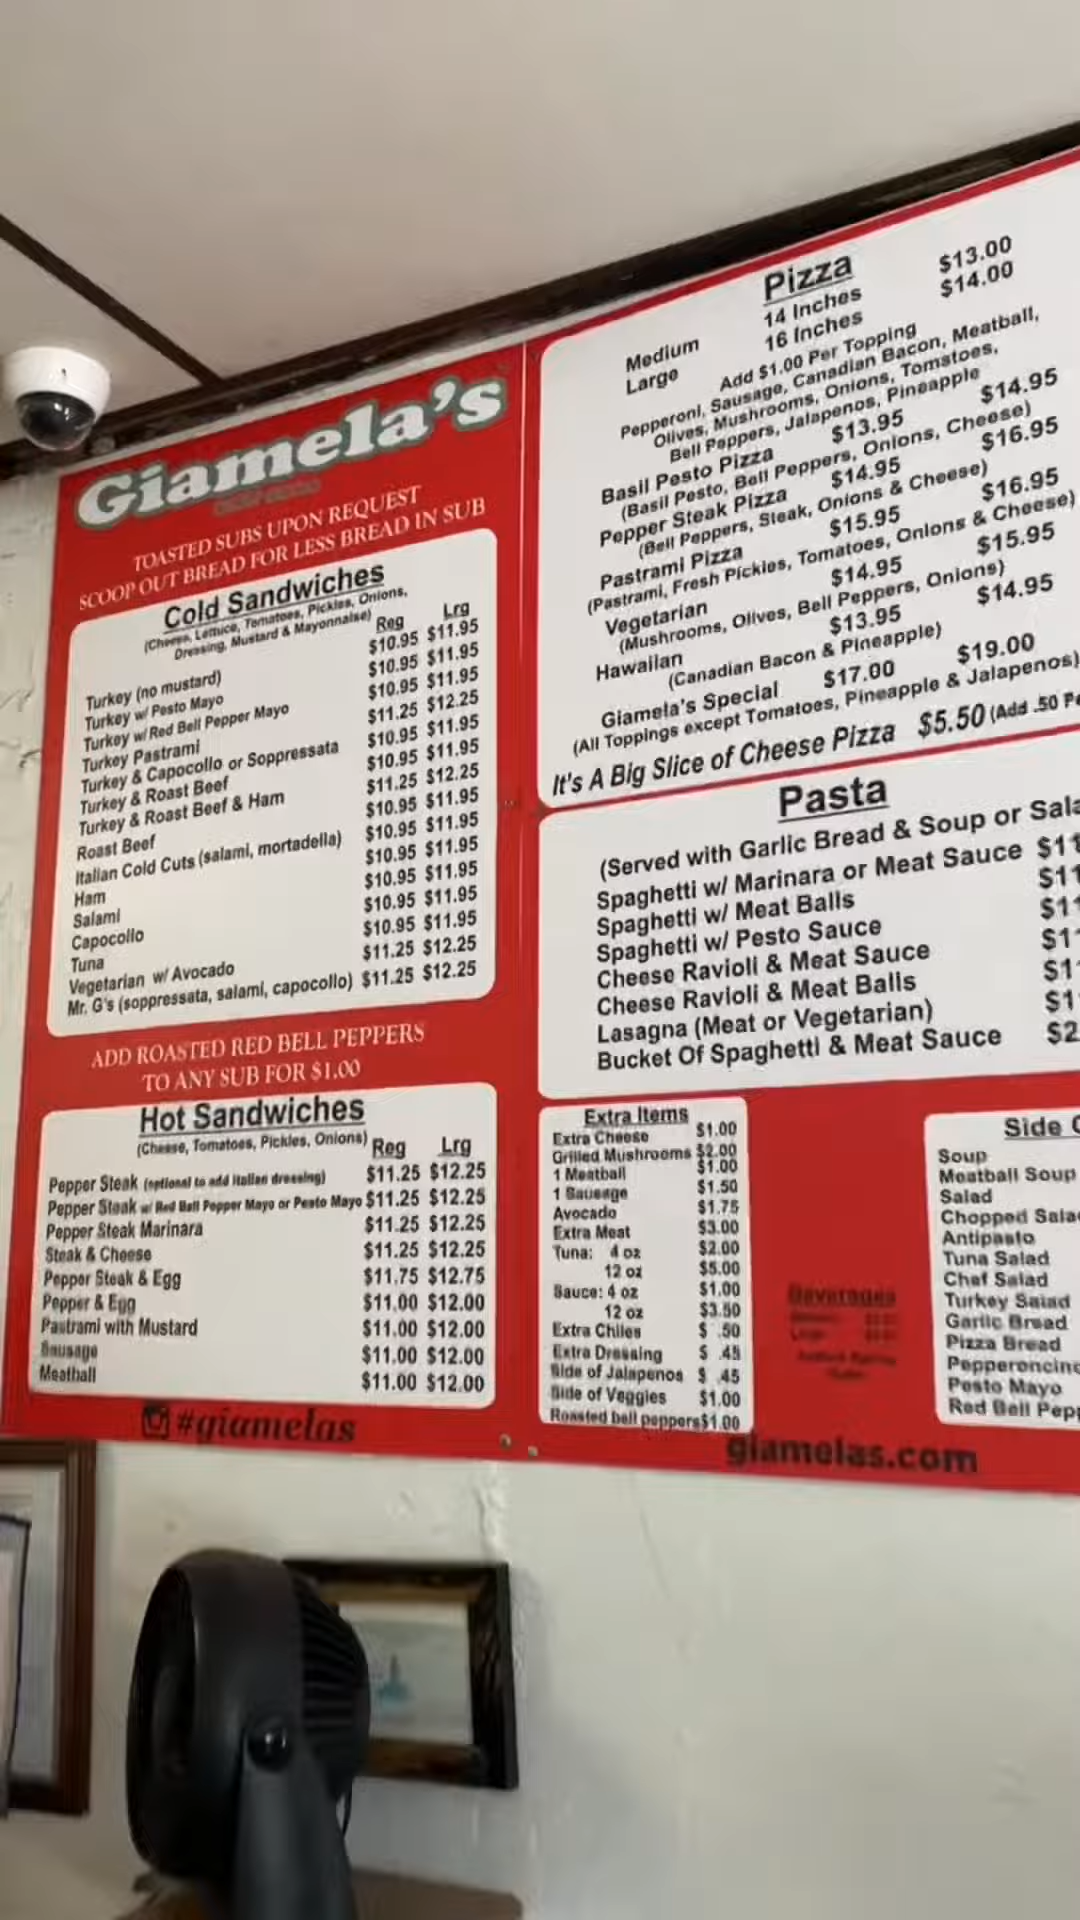 Giamela's
TOASTED SUBS UPON REQUEST
SCOOP OUT BREAD FOR LESS BREAD IN SUB
Cold Sandwiches
(Cheese, Lettuce, Tomatoes, Pickles, Onions,
Dressing, Mustard & Mayonnaise) Reg Lrg
Turkey (no mustard) $10.95 $11.95
Turkey w/ Pesto Mayo $10.95 $11.95
Turkey w/ Red Bell Pepper Mayo $10.95 $11.95
Turkey Pastrami $11.25 $12.25
Turkey & Capocollo or Soppressata $10.95 $11.95
Turkey & Roast Beef $10.95 $11.95
Turkey & Roast Beef & Ham $11.25 $12.25
Roast Beef $10.95 $11.95
Italian Cold Cuts (salami, mortadella) $10.95 $11.95
Ham $10.95 $11.95
Salami $10.95 $11.95
Capocollo $10.95 $11.95
Tuna $10.95 $11.95
Vegetarian w/ Avocado $11.25 $12.25
Mr. G's (soppressata, salami, capocollo) $11.25 $12.25
ADD ROASTED RED BELL PEPPERS
TO ANY SUB FOR $1.00
Hot Sandwiches
(Cheese, Tomatoes, Pickles, Onions) Reg Lrg
Pepper Steak (optional to add italian dressing) $11.25 $12.25
Pepper Steak w/ Red Bell Pepper Mayo or Pesto Mayo $11.25 $12.25
Pepper Steak Marinara $11.25 $12.25
Steak & Cheese $11.25 $12.25
Pepper Steak & Egg $11.75 $12.75
Pepper & Egg $11.00 $12.00
Pastrami with Mustard $11.00 $12.00
Sausage $11.00 $12.00
Meatball $11.00 $12.00
#giamelas
Pizza
Medium 14 Inches $13.00
Large 16 Inches $14.00
Add $1.00 Per Topping
Pepperoni, Sausage, Canadian Bacon, Meatball,
Olives, Mushrooms, Onions, Tomatoes,
Bell Peppers, Jalapenos, Pineapple
Basil Pesto Pizza $13.95 $14.95
(Basil Pesto, Bell Peppers, Onions, Cheese)
Pepper Steak Pizza $14.95 $16.95
(Bell Peppers, Steak, Onions & Cheese)
Pastrami Pizza $15.95 $16.95
(Pastrami, Fresh Pickles, Tomatoes, Onions & Cheese)
Vegetarian $14.95 $15.95
(Mushrooms, Olives, Bell Peppers, Onions)
Hawaiian $13.95 $14.95
(Canadian Bacon & Pineapple)
Giamela's Special $17.00 $19.00
(All Toppings except Tomatoes, Pineapple & Jalapenos)
It's A Big Slice of Cheese Pizza $5.50 (Add .50 Pe
Pasta
(Served with Garlic Bread & Soup or Sala
Spaghetti w/ Marinara or Meat Sauce $11
Spaghetti w/ Meat Balls $11
Spaghetti w/ Pesto Sauce $11
Cheese Ravioli & Meat Sauce $1
Cheese Ravioli & Meat Balls $1
Lasagna (Meat or Vegetarian) $1
Bucket Of Spaghetti & Meat Sauce $2
Extra Items
Extra Cheese $1.00
Grilled Mushrooms $2.00
1 Meatball $1.00
1 Sausage $1.50
Avocado $1.75
Extra Meat $3.00
Tuna: 4 oz $2.00
12 oz $5.00
Sauce: 4 oz $1.00
12 oz $3.50
Extra Chiles $ .50
Extra Dressing $ .45
Side of Jalapenos $ .45
Side of Veggies $1.00
Roasted bell peppers $1.00
Beverages
Side O
Soup
Meatball Soup
Salad
Chopped Sala
Antipasto
Tuna Salad
Chef Salad
Turkey Salad
Garlic Bread
Pizza Bread
Pepperoncin
Pesto Mayo
Red Bell Pepp
giamelas.com